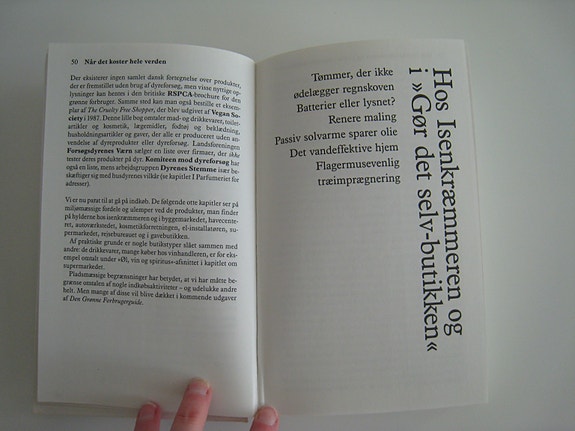 50 Når det koster hele verden
Der eksisterer ingen samlet dansk fortegnelse over produkter,
der er fremstillet uden brug af dyreforsøg, men visse nyttige op-
lysninger kan hentes i den britiske RSPCA-brochure for den
grønne forbruger. Samme sted kan man også bestille et eksem-
plar af The Cruelty Free Shopper, der blev udgivet af Vegan So-
ciety i 1987. Denne lille bog omtaler mad- og drikkevarer, toilet-
artikler og kosmetik, lægemidler, fodtøj og beklædning,
husholdningsartikler og gaver, der alle er produceret uden an-
vendelse af dyreprodukter eller dyreforsøg. Landsforeningen
Forsøgsdyrenes Værn sælger en liste over firmaer, der ikke
tester deres produkter på dyr. Komiteen mod dyreforsøg har
også en liste, mens arbejdsgruppen Dyrenes Stemme især be-
skæftiger sig med husdyrenes vilkår (se kapitlet I Parfumeriet for
adresser).
Vi er nu parat til at gå på indkøb. De følgende otte kapitler ser på
miljømæssige fordele og ulemper ved de produkter, man finder
på hylderne hos isenkræmmeren og i byggemarkedet, havecente-
ret, autoværkstedet, kosmetikforretningen, el-installatøren, su-
permarkedet, rejsebureauet og i gavebutikken.
Af praktiske grunde er nogle butikstyper slået sammen med
andre: de drikkevarer, mange køber hos vinhandleren, er for ek-
sempel omtalt under »Øl, vin og spiritus«-afsnittet i kapitlet om
supermarkedet.
Pladsmæssige begrænsninger har betydet, at vi har måtte be-
grænse omtalen af nogle indkøbsaktivitetter – og udelukke andre
helt. Men mange af disse vil blive dækket i kommende udgaver
af Den Grønne Forbrugerguide.
Hos Isenkræmmeren og
i »Gør det selv-butikken«
Tømmer, der ikke
ødelægger regnskoven
Batterier eller lysnet?
Renere maling
Passiv solvarme sparer olie
Det vandeffektive hjem
Flagermusevenlig
træimprægnering